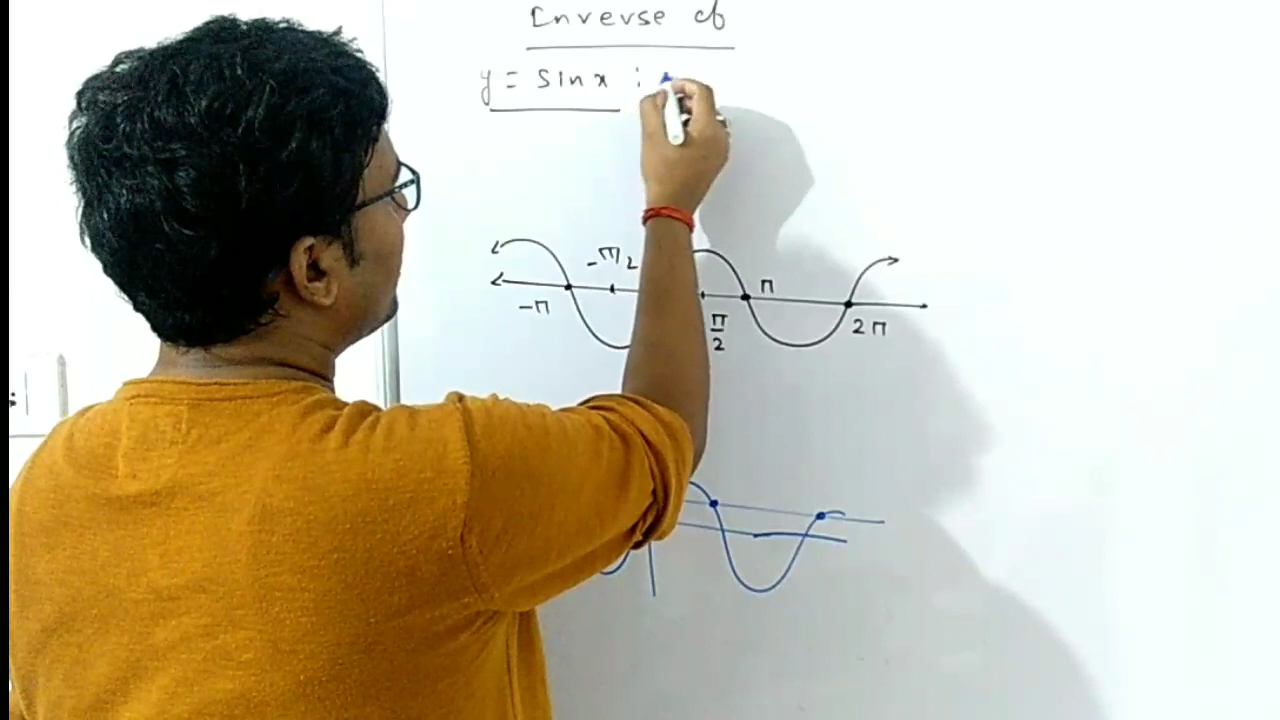 Inverse of
y = Sin x :
-π/2
-π
π
π/2
2π